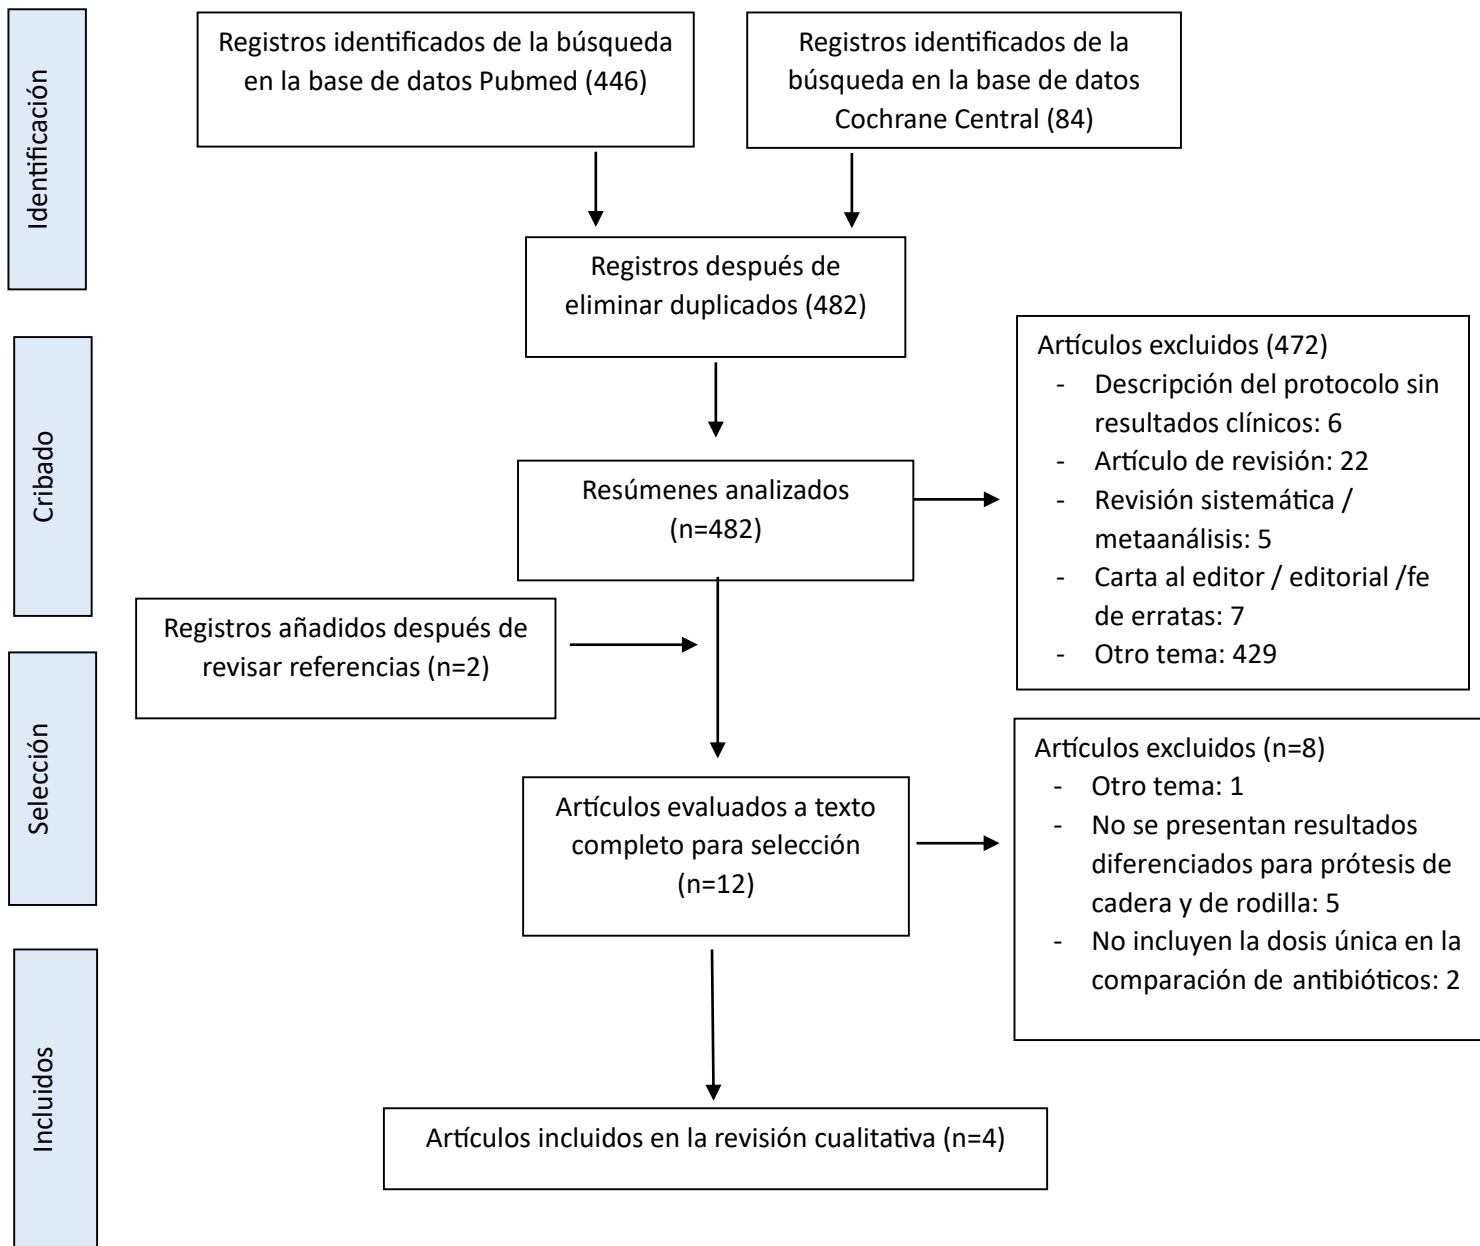 Identificación
Registros identificados de la búsqueda
en la base de datos Pubmed (446)
Registros identificados de la
búsqueda en la base de datos
Cochrane Central (84)
Registros después de
eliminar duplicados (482)
Cribado
Resúmenes analizados
(n=482)
Artículos excluidos (472)
- Descripción del protocolo sin
resultados clínicos: 6
- Artículo de revisión: 22
- Revisión sistemática /
metaanálisis: 5
- Carta al editor / editorial /fe
de erratas: 7
- Otro tema: 429
Registros añadidos después de
revisar referencias (n=2)
Selección
Artículos evaluados a texto
completo para selección
(n=12)
Artículos excluidos (n=8)
- Otro tema: 1
- No se presentan resultados
diferenciados para prótesis de
cadera y de rodilla: 5
- No incluyen la dosis única en la
comparación de antibióticos: 2
Incluidos
Artículos incluidos en la revisión cualitativa (n=4)